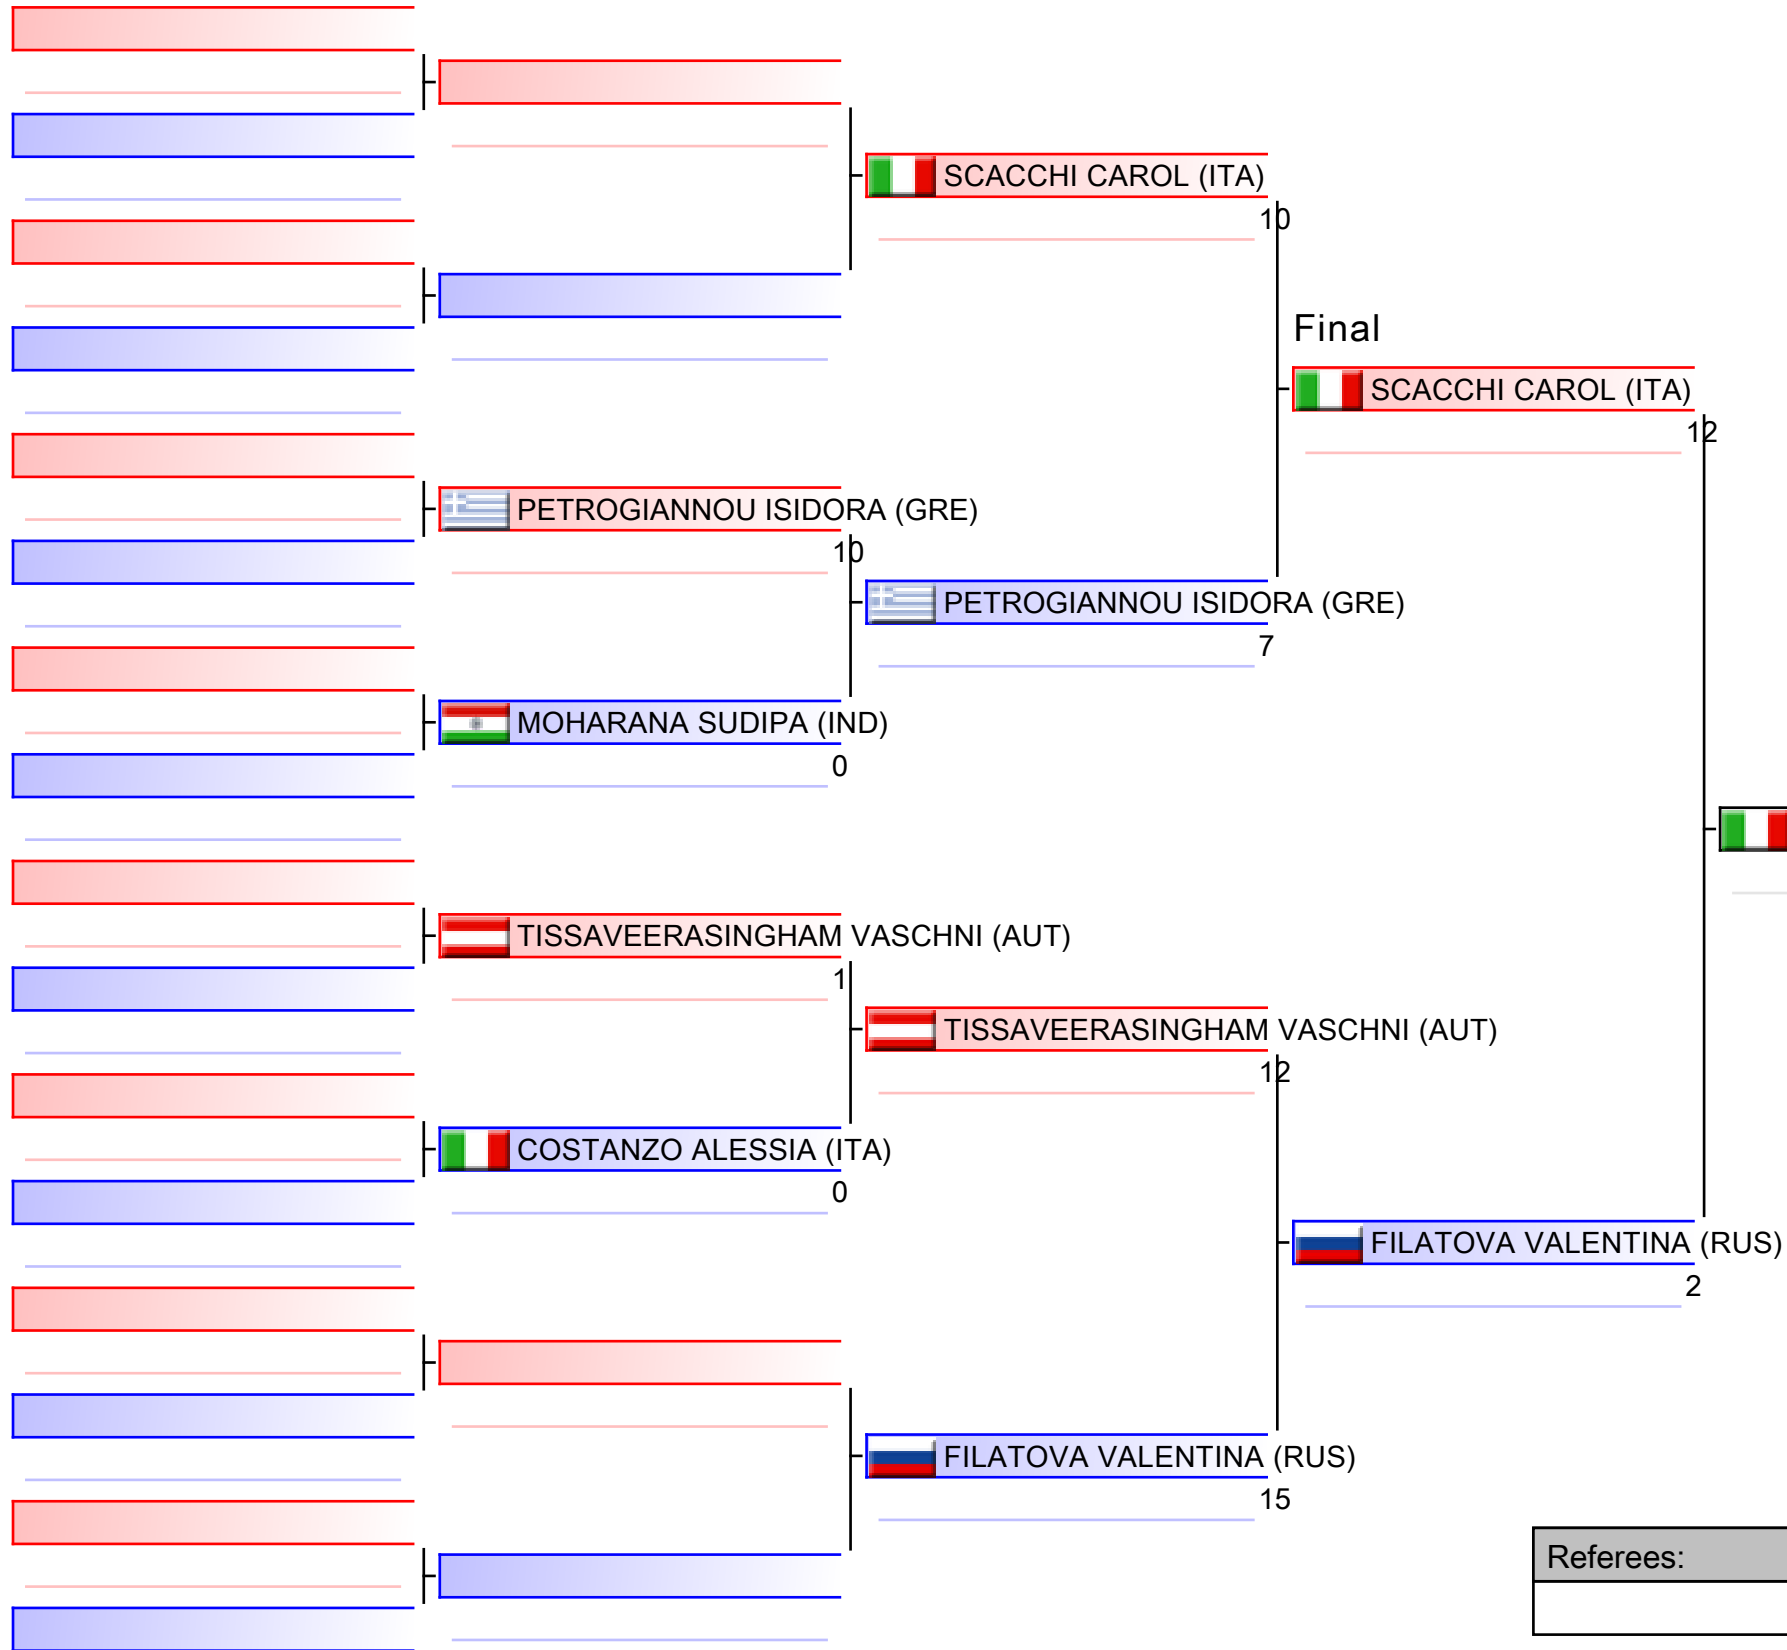 SCACCHI CAROL (ITA)
10
Final
SCACCHI CAROL (ITA)
12
PETROGIANNOU ISIDORA (GRE)
10
PETROGIANNOU ISIDORA (GRE)
7
MOHARANA SUDIPA (IND)
0
TISSAVEERASINGHAM VASCHNI (AUT)
1
TISSAVEERASINGHAM VASCHNI (AUT)
12
COSTANZO ALESSIA (ITA)
0
FILATOVA VALENTINA (RUS)
2
FILATOVA VALENTINA (RUS)
15
Referees: